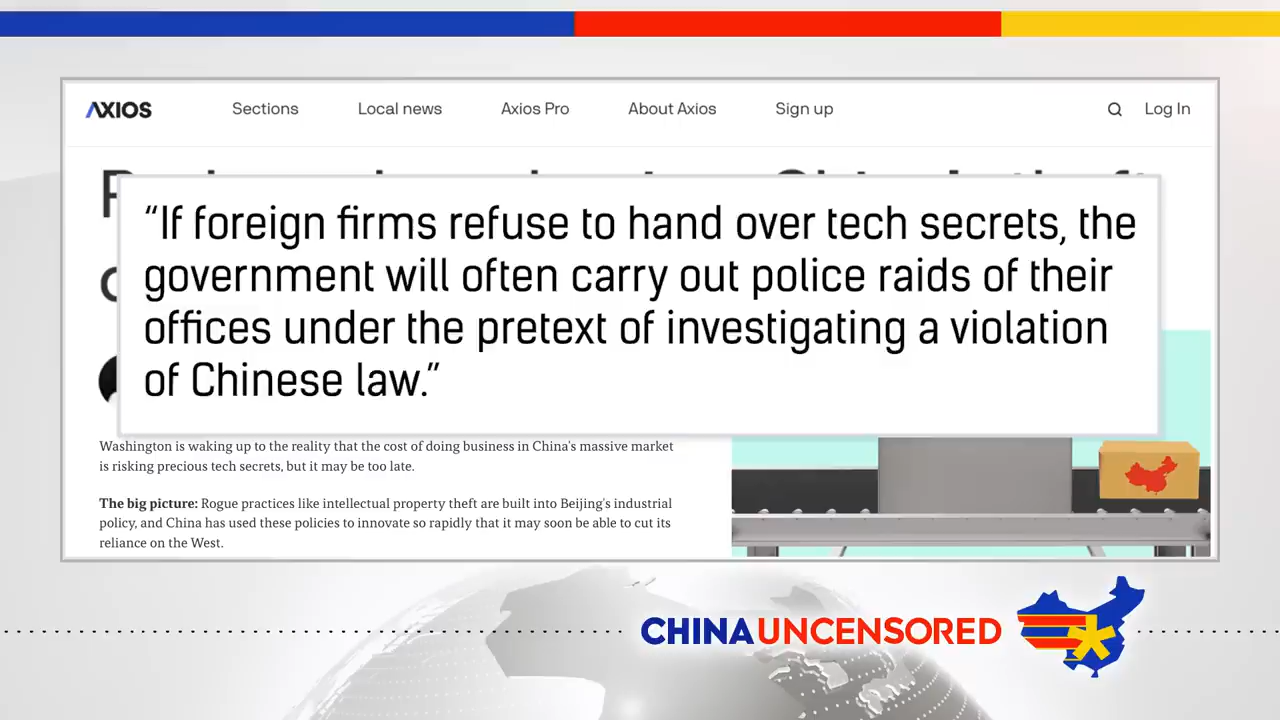 AXIOS Sections Local news Axios Pro About Axios Sign up Log In
“If foreign firms refuse to hand over tech secrets, the
government will often carry out police raids of their
offices under the pretext of investigating a violation
of Chinese law.”
Washington is waking up to the reality that the cost of doing business in China's massive market
is risking precious tech secrets, but it may be too late.
The big picture: Rogue practices like intellectual property theft are built into Beijing's industrial
policy, and China has used these policies to innovate so rapidly that it may soon be able to cut its
reliance on the West.
CHINA UNCENSORED